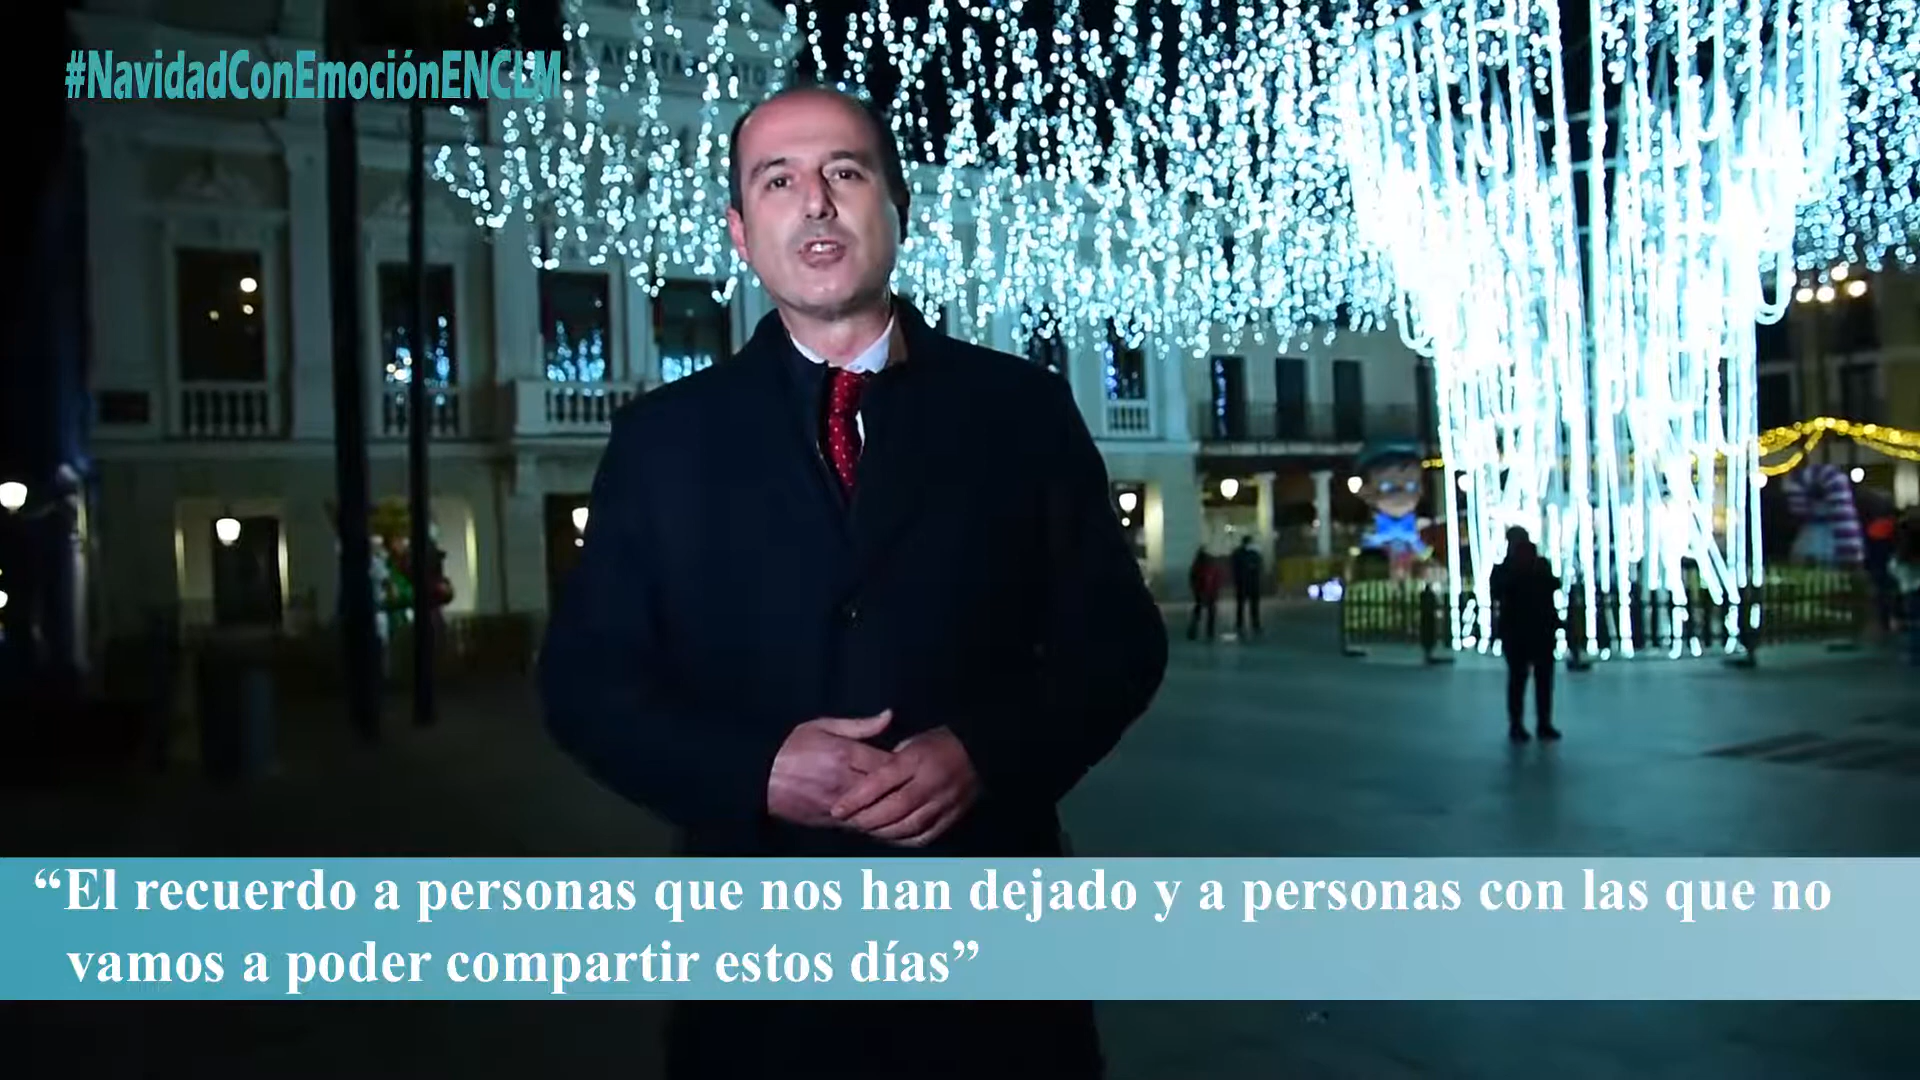 #NavidadConEmociónENCLM
“El recuerdo a personas que nos han dejado y a personas con las que no
vamos a poder compartir estos días”